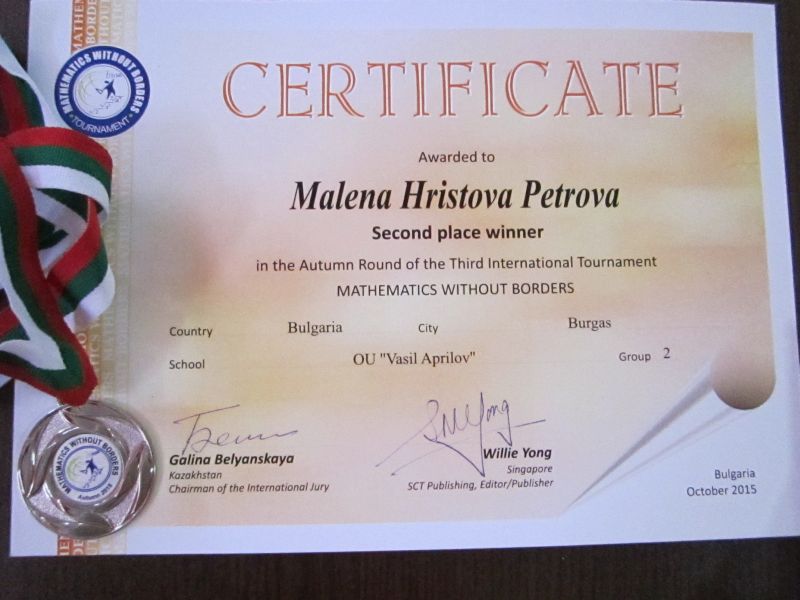 MATHEMATICS WITHOUT BORDERS
TOURNAMENT
CERTIFICATE
Awarded to
Malena Hristova Petrova
Second place winner
in the Autumn Round of the Third International Tournament
MATHEMATICS WITHOUT BORDERS
Country Bulgaria City Burgas
School OU "Vasil Aprilov" Group 2
Galina Belyanskaya
Kazakhstan
Chairman of the International Jury
Willie Yong
Singapore
SCT Publishing, Editor/Publisher
Bulgaria
October 2015
MATHEMATICS WITHOUT BORDERS
Autumn 2015